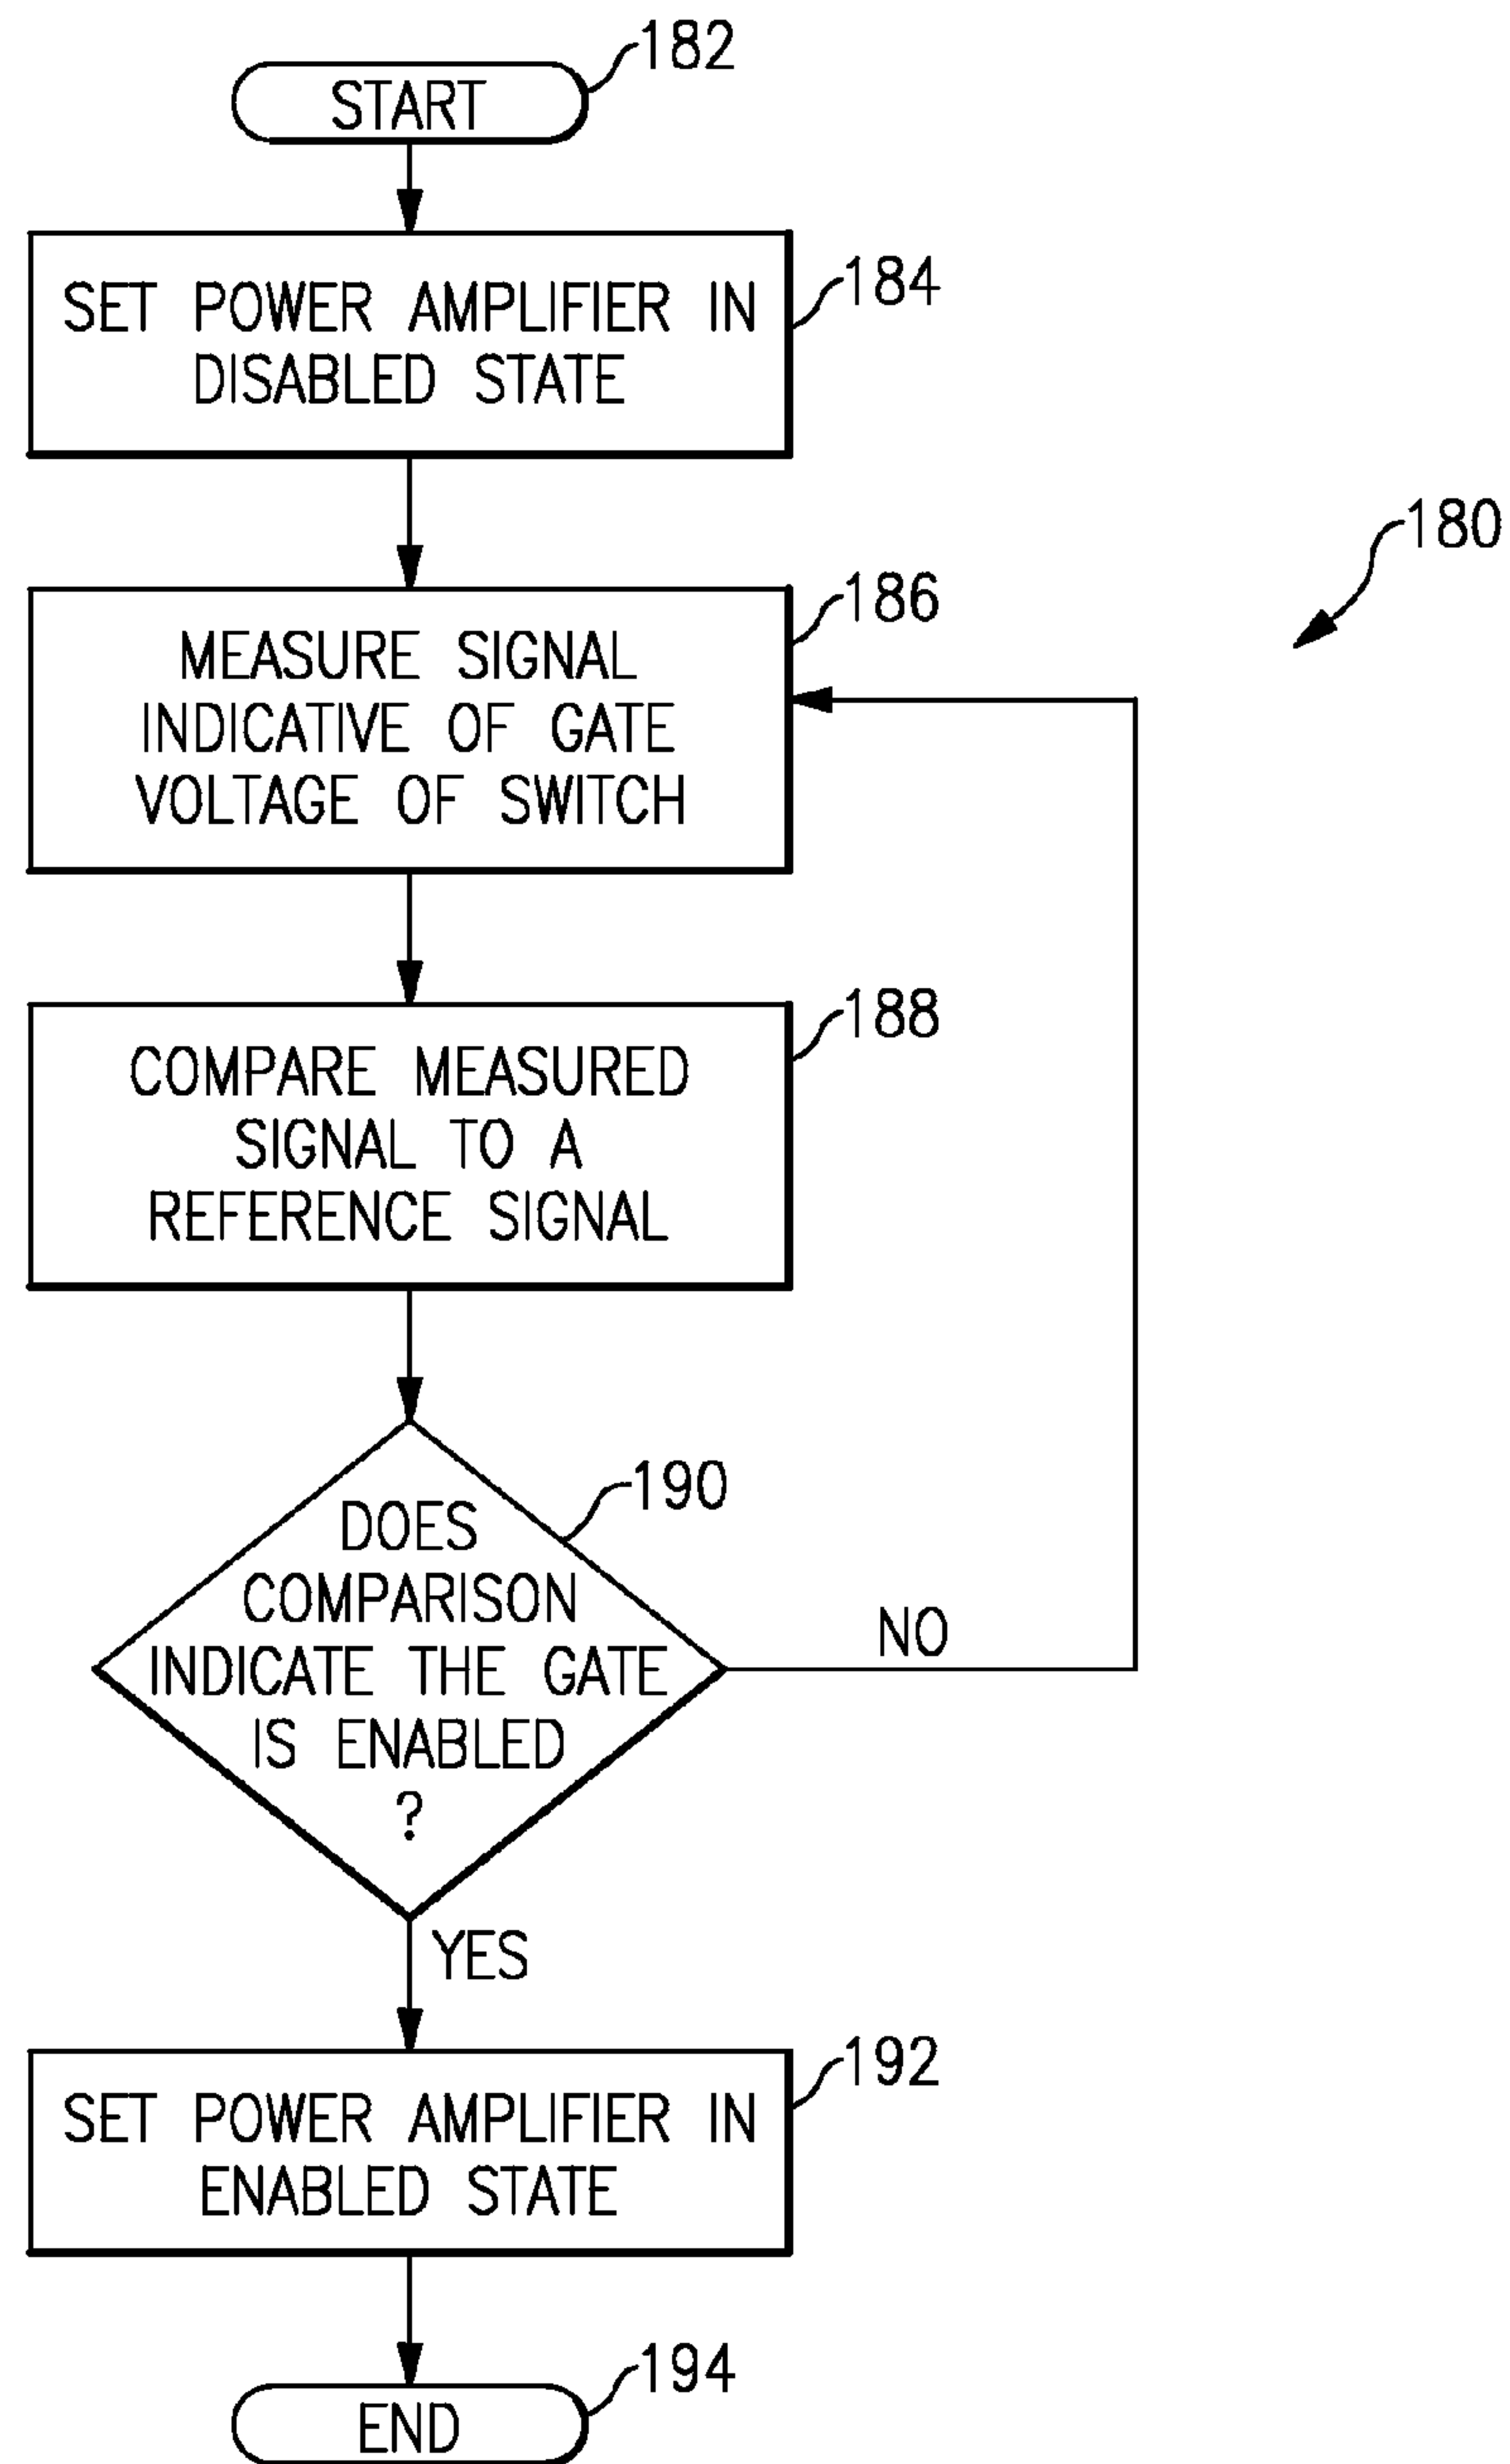 182
START
184
SET POWER AMPLIFIER IN
DISABLED STATE
180
186
MEASURE SIGNAL
INDICATIVE OF GATE
VOLTAGE OF SWITCH
188
COMPARE MEASURED
SIGNAL TO A
REFERENCE SIGNAL
190
DOES
COMPARISON
INDICATE THE GATE
IS ENABLED
?
NO
YES
192
SET POWER AMPLIFIER IN
ENABLED STATE
194
END